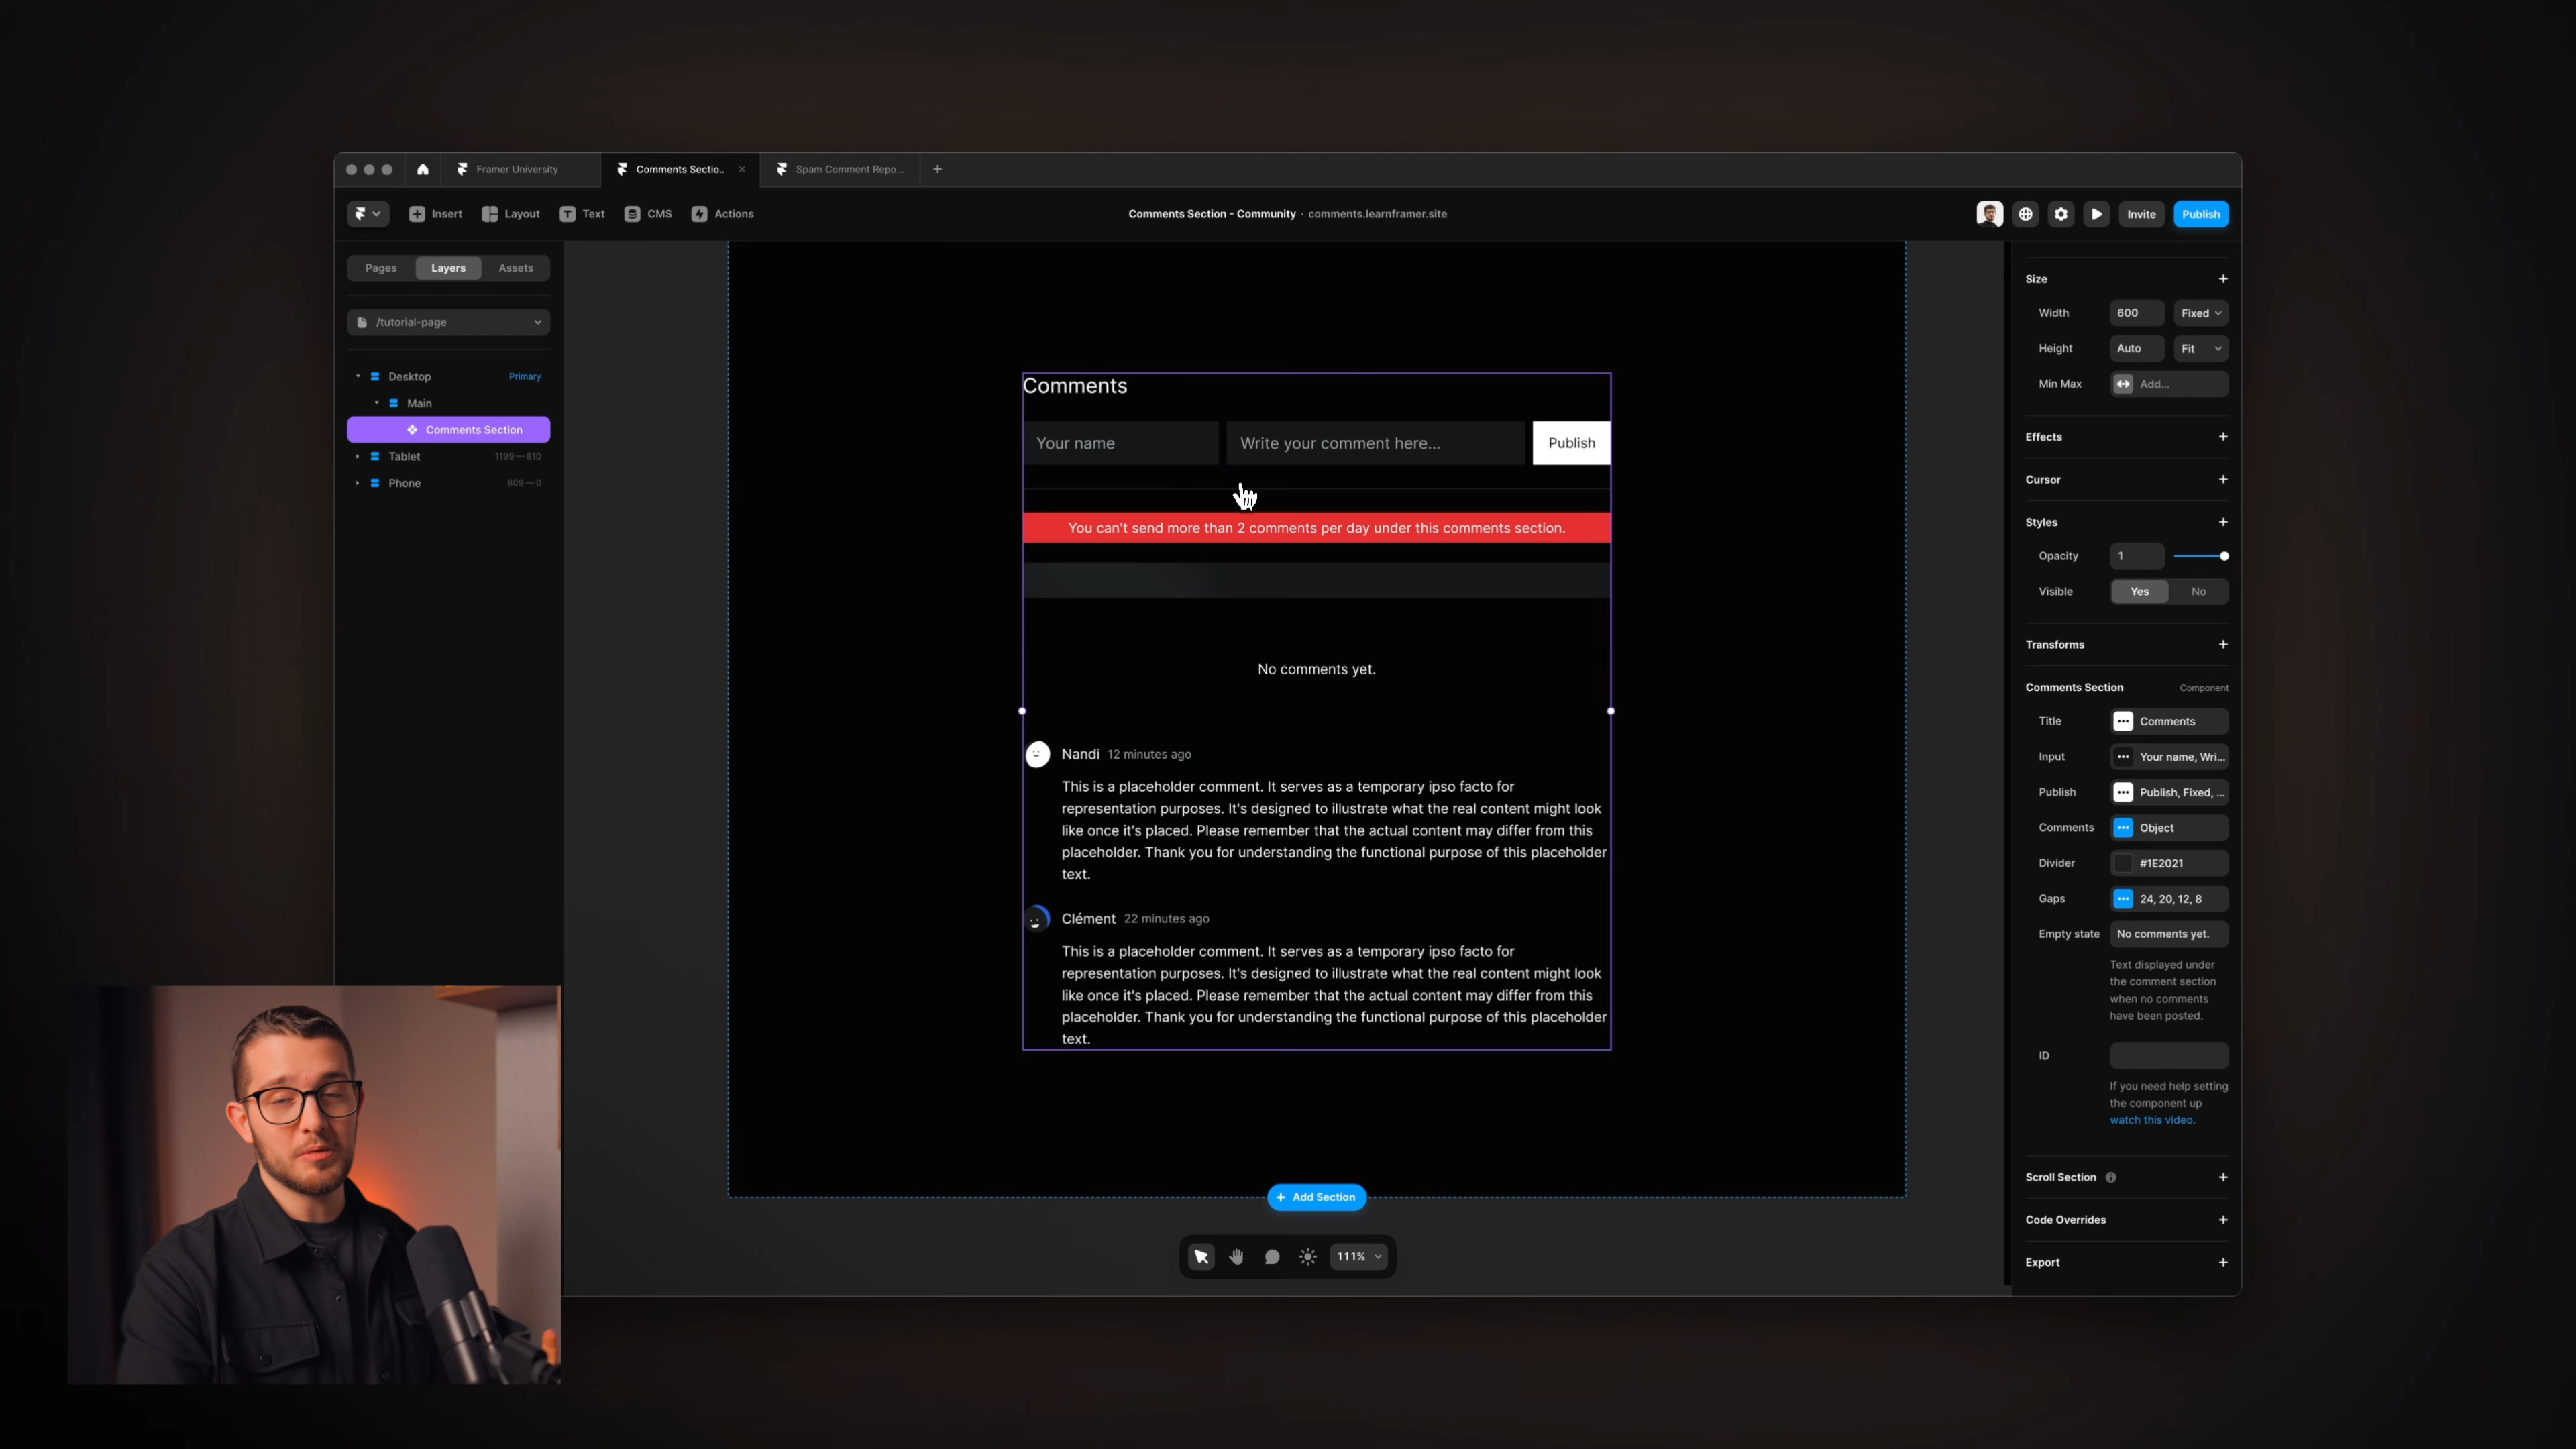 Framer University
Comments Sectio..
Spam Comment Repo...
Insert
Layout
Text
CMS
Actions
Comments Section - Community · comments.learnframer.site
Invite
Publish
Pages
Layers
Assets
/tutorial-page
Desktop
Primary
Main
Comments Section
Tablet
1199—810
Phone
809—0
Comments
Your name
Write your comment here...
Publish
You can't send more than 2 comments per day under this comments section.
No comments yet.
Nandi 12 minutes ago
This is a placeholder comment. It serves as a temporary ipso facto for
representation purposes. It's designed to illustrate what the real content might look
like once it's placed. Please remember that the actual content may differ from this
placeholder. Thank you for understanding the functional purpose of this placeholder
text.
Clément 22 minutes ago
This is a placeholder comment. It serves as a temporary ipso facto for
representation purposes. It's designed to illustrate what the real content might look
like once it's placed. Please remember that the actual content may differ from this
placeholder. Thank you for understanding the functional purpose of this placeholder
text.
Add Section
111%
Size
Width 600 Fixed
Height Auto Fit
Min Max Add...
Effects
Cursor
Styles
Opacity 1
Visible Yes No
Transforms
Comments Section Component
Title Comments
Input Your name, Wri...
Publish Publish, Fixed, ...
Comments Object
Divider #1E2021
Gaps 24, 20, 12, 8
Empty state No comments yet.
Text displayed under
the comment section
when no comments
have been posted.
ID
If you need help setting
the component up
watch this video.
Scroll Section
Code Overrides
Export